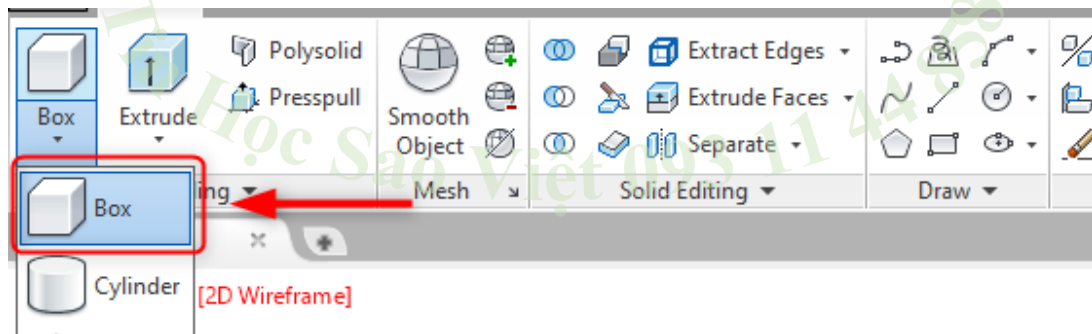 Box
Extrude
Polysolid
Presspull
Smooth
Object
Extract Edges
Extrude Faces
Separate
ing
Mesh
Solid Editing
Draw
Box
Cylinder
[2D Wireframe]
Tin Học Sao Việt 093 11 44 858